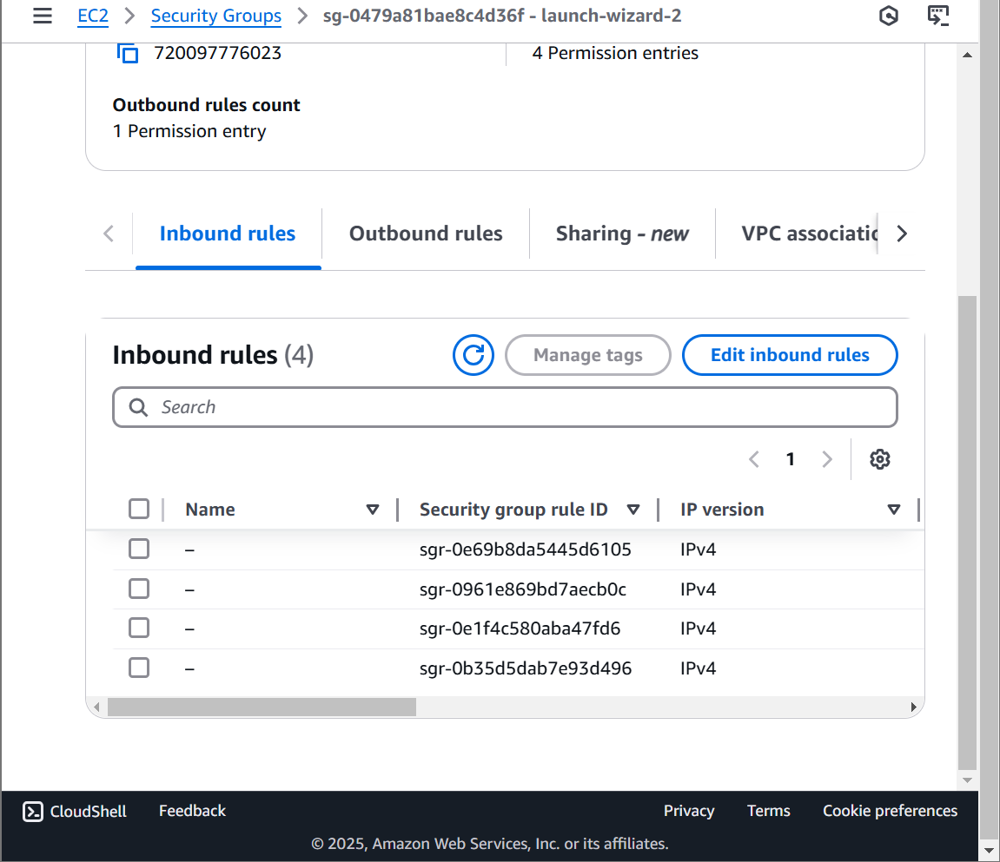 EC2 > Security Groups > sg-0479a81bae8c4d36f - launch-wizard-2
720097776023
4 Permission entries
Outbound rules count
1 Permission entry
Inbound rules
Outbound rules
Sharing - new
VPC associatio
Inbound rules (4)
Manage tags
Edit inbound rules
Search
1
Name Security group rule ID IP version
– sgr-0e69b8da5445d6105 IPv4
– sgr-0961e869bd7aecb0c IPv4
– sgr-0e1f4c580aba47fd6 IPv4
– sgr-0b35d5dab7e93d496 IPv4
CloudShell Feedback Privacy Terms Cookie preferences
© 2025, Amazon Web Services, Inc. or its affiliates.